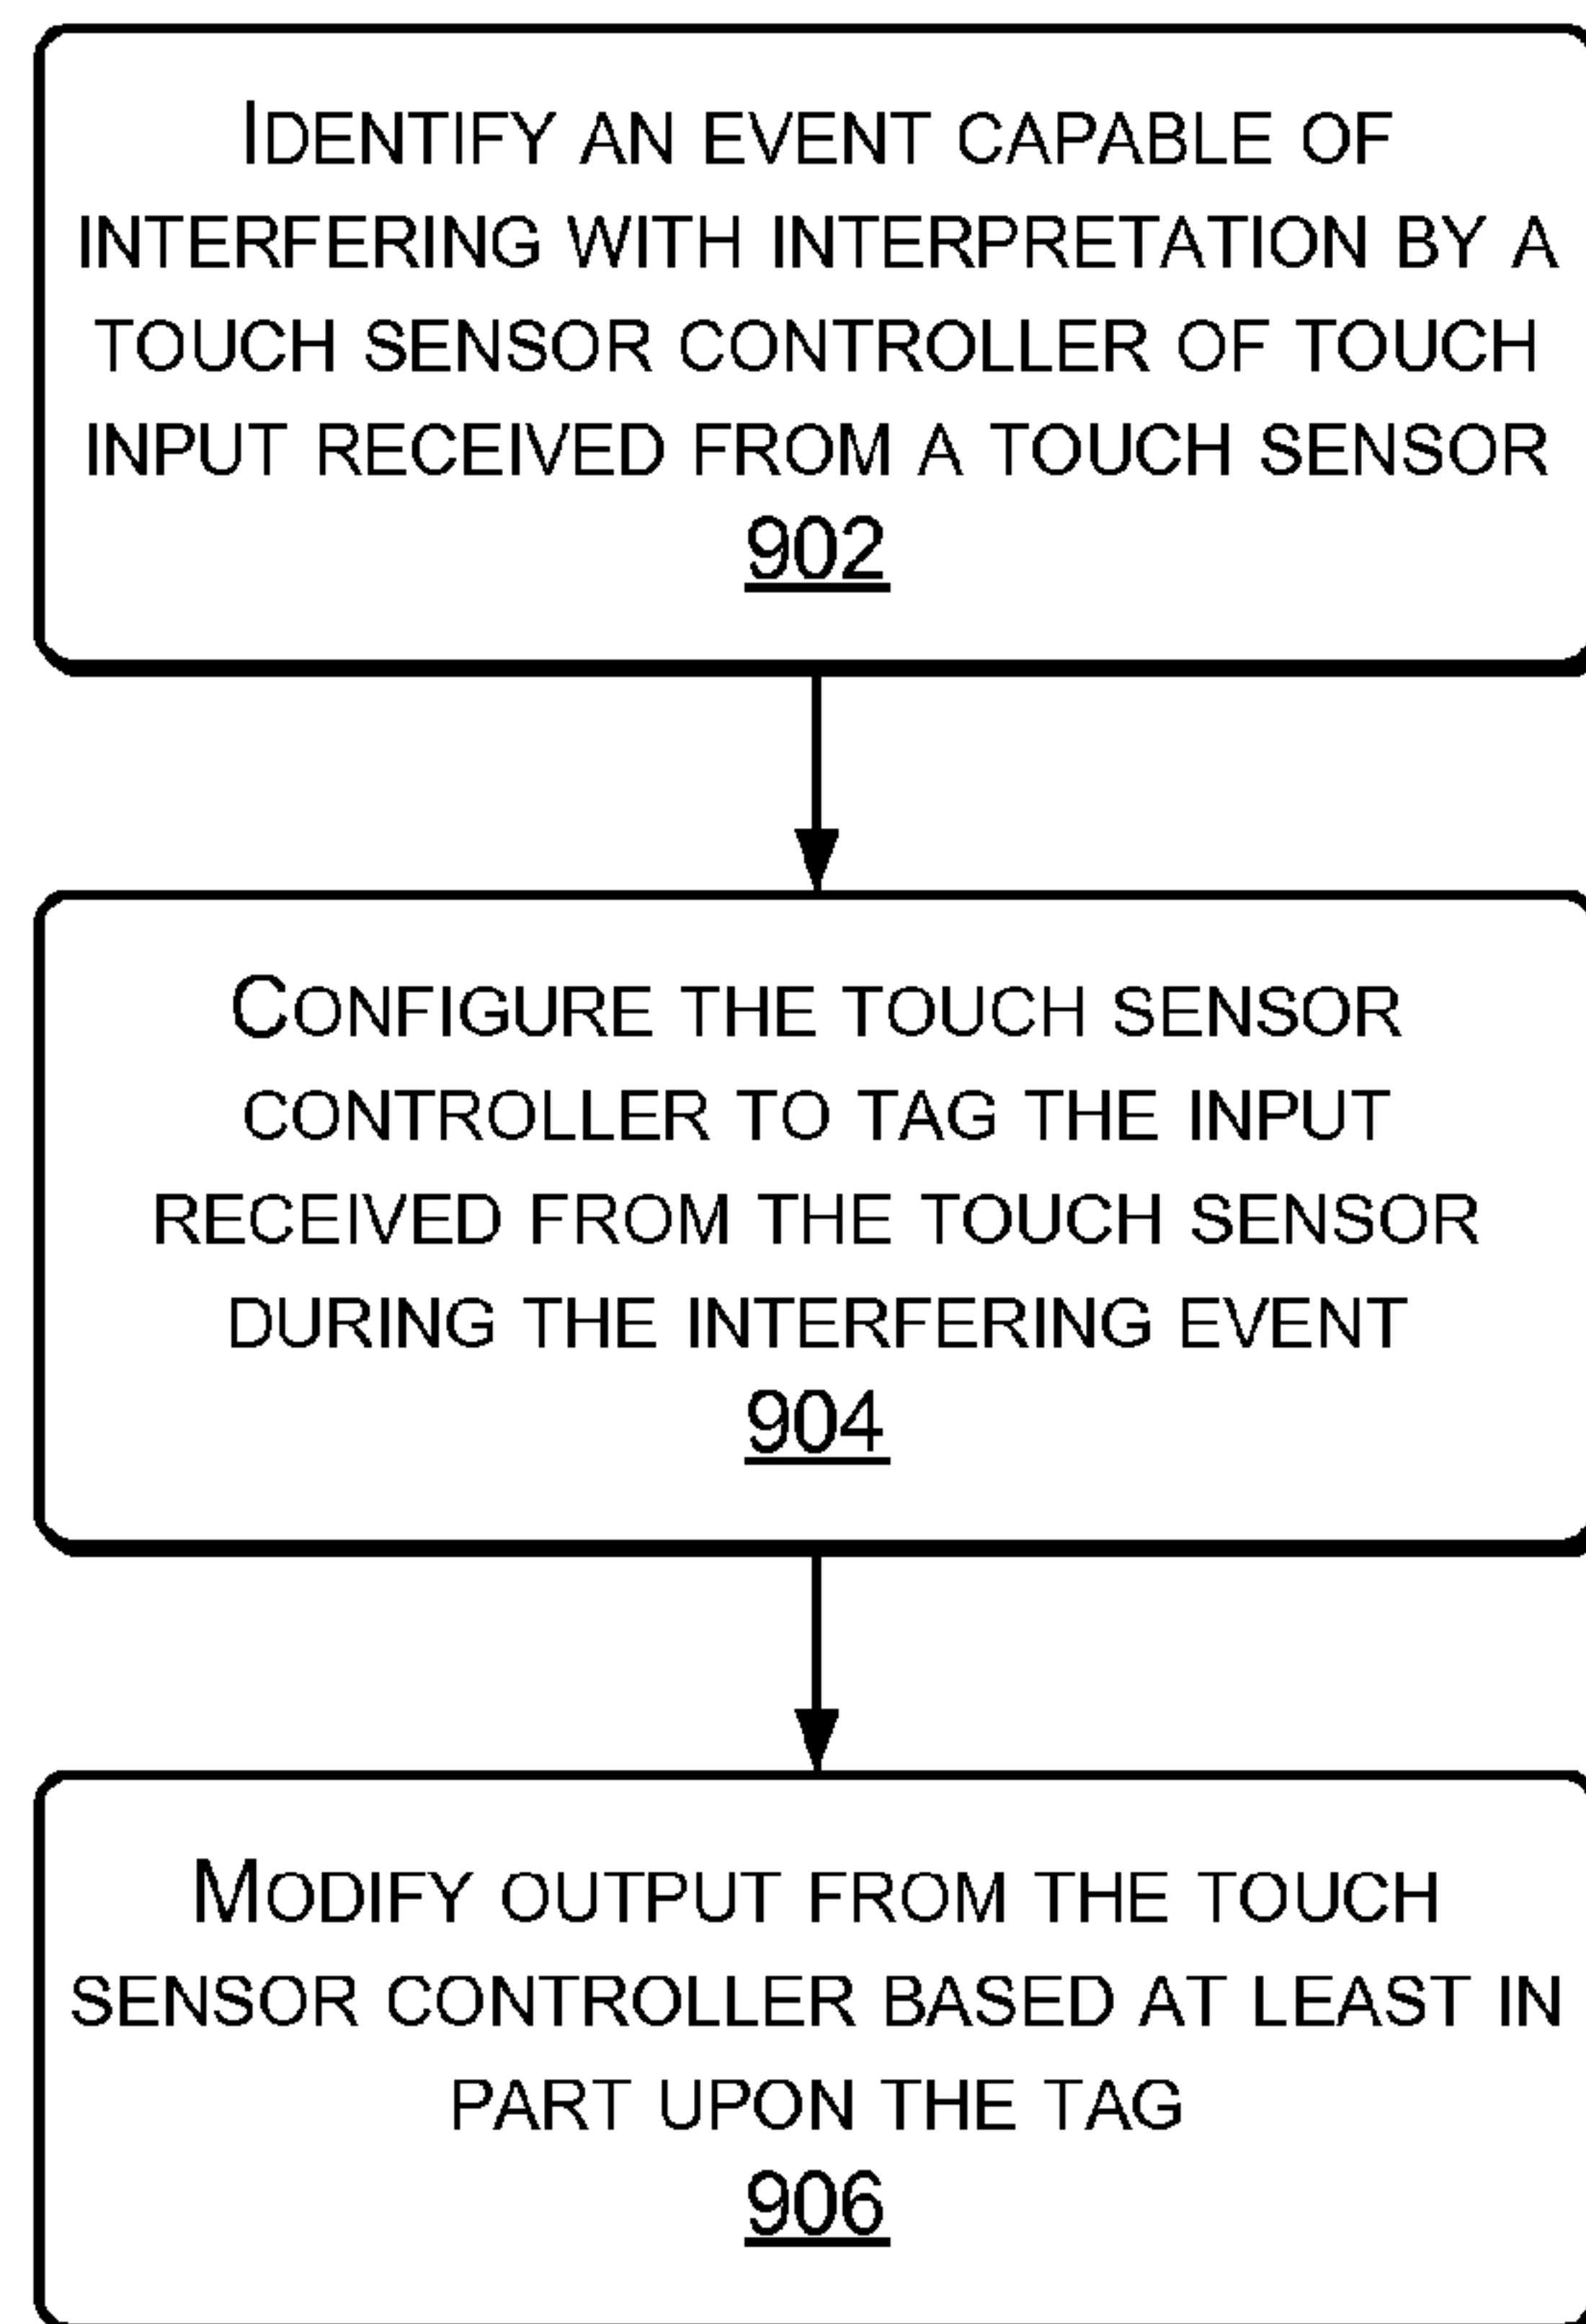 IDENTIFY AN EVENT CAPABLE OF
INTERFERING WITH INTERPRETATION BY A
TOUCH SENSOR CONTROLLER OF TOUCH
INPUT RECEIVED FROM A TOUCH SENSOR
902
CONFIGURE THE TOUCH SENSOR
CONTROLLER TO TAG THE INPUT
RECEIVED FROM THE TOUCH SENSOR
DURING THE INTERFERING EVENT
904
MODIFY OUTPUT FROM THE TOUCH
SENSOR CONTROLLER BASED AT LEAST IN
PART UPON THE TAG
906